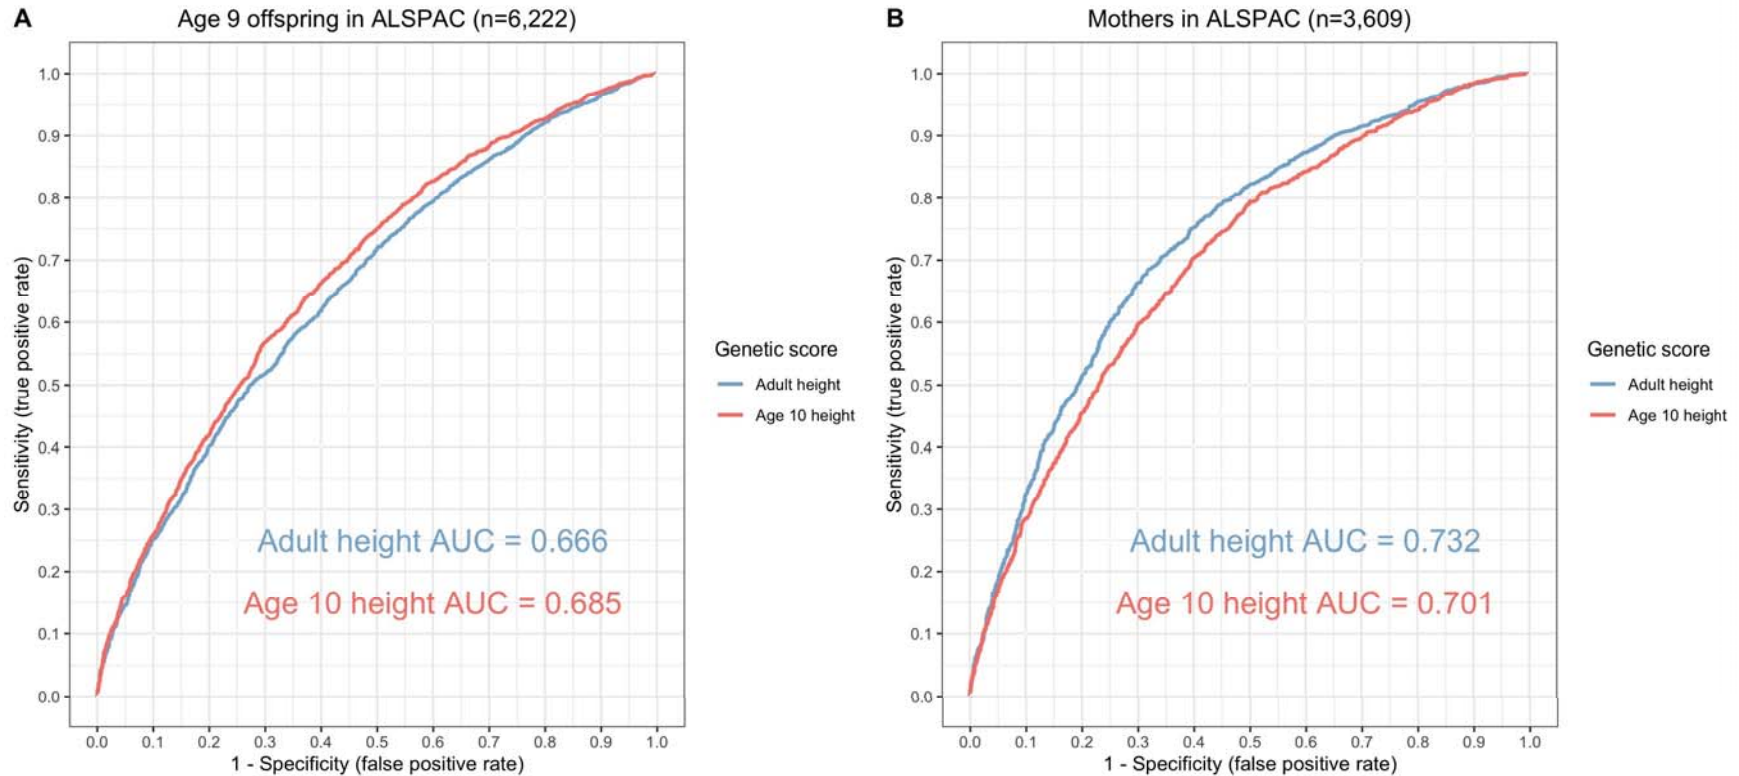 A
Age 9 offspring in ALSPAC (n=6,222)
Sensitivity (true positive rate)
1.0
0.9
0.8
0.7
0.6
0.5
0.4
0.3
0.2
0.1
0.0
Adult height AUC = 0.666
Age 10 height AUC = 0.685
0.0 0.1 0.2 0.3 0.4 0.5 0.6 0.7 0.8 0.9 1.0
1 - Specificity (false positive rate)
Genetic score
Adult height
Age 10 height
B
Mothers in ALSPAC (n=3,609)
Sensitivity (true positive rate)
1.0
0.9
0.8
0.7
0.6
0.5
0.4
0.3
0.2
0.1
0.0
Adult height AUC = 0.732
Age 10 height AUC = 0.701
0.0 0.1 0.2 0.3 0.4 0.5 0.6 0.7 0.8 0.9 1.0
1 - Specificity (false positive rate)
Genetic score
Adult height
Age 10 height